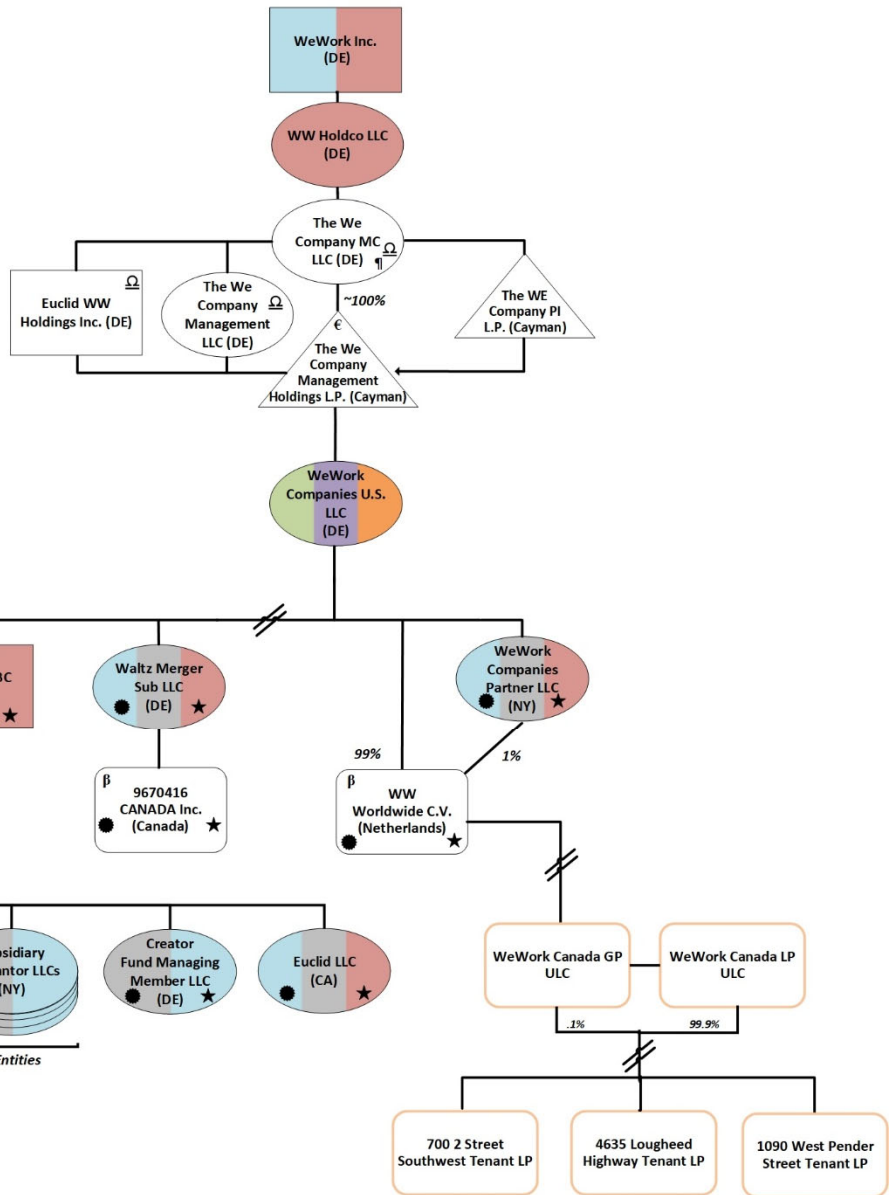 WeWork Inc.
(DE)
WW Holdco LLC
(DE)
The We
Company MC
LLC (DE)
Ω
¶
Euclid WW
Holdings Inc. (DE)
Ω
The We
Company
Management
LLC (DE)
Ω
~100%
The WE
Company PI
L.P. (Cayman)
€
The We
Company
Management
Holdings L.P. (Cayman)
WeWork
Companies U.S.
LLC
(DE)
BC
Waltz Merger
Sub LLC
(DE)
WeWork
Companies
Partner LLC
(NY)
99%
1%
β
9670416
CANADA Inc.
(Canada)
β
WW
Worldwide C.V.
(Netherlands)
LLCs
(NY)
Entities
Creator
Fund Managing
Member LLC
(DE)
Euclid LLC
(CA)
WeWork Canada GP
ULC
WeWork Canada LP
ULC
.1%
99.9%
700 2 Street
Southwest Tenant LP
4635 Lougheed
Highway Tenant LP
1090 West Pender
Street Tenant LP